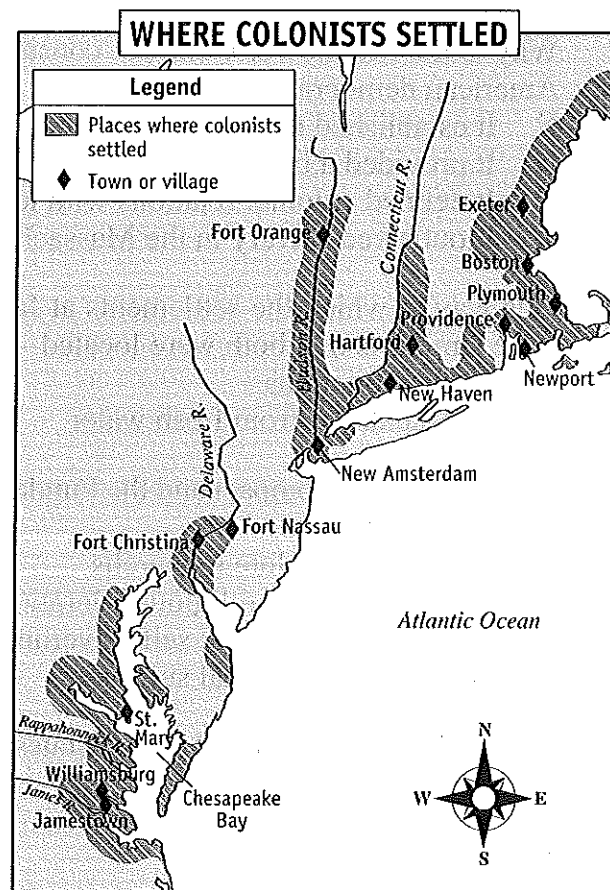 WHERE COLONISTS SETTLED
Legend
Places where colonists
settled
Town or village
Connecticut R.
Exeter
Fort Orange
Boston
Plymouth
Providence
Hudson R.
Hartford
Newport
New Haven
Delaware R.
New Amsterdam
Fort Nassau
Fort Christina
Atlantic Ocean
St.
Mary
Rappahonnock R.
Williamsburg
James R.
Jamestown
Chesapeake
Bay
N
W
E
S